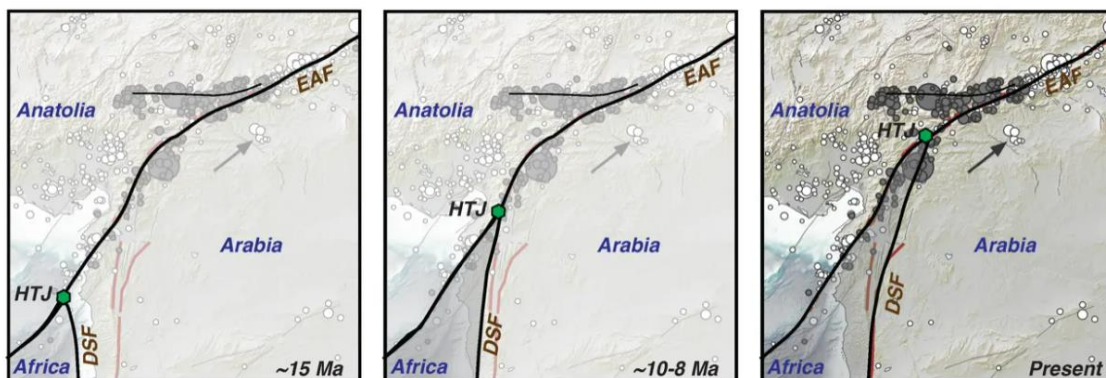 EAF
Anatolia
HTJ
Arabia
DSF
Africa
~15 Ma
EAF
Anatolia
HTJ
Arabia
DSF
Africa
~10-8 Ma
EAF
HTJ
Anatolia
Arabia
DSF
Africa
Present